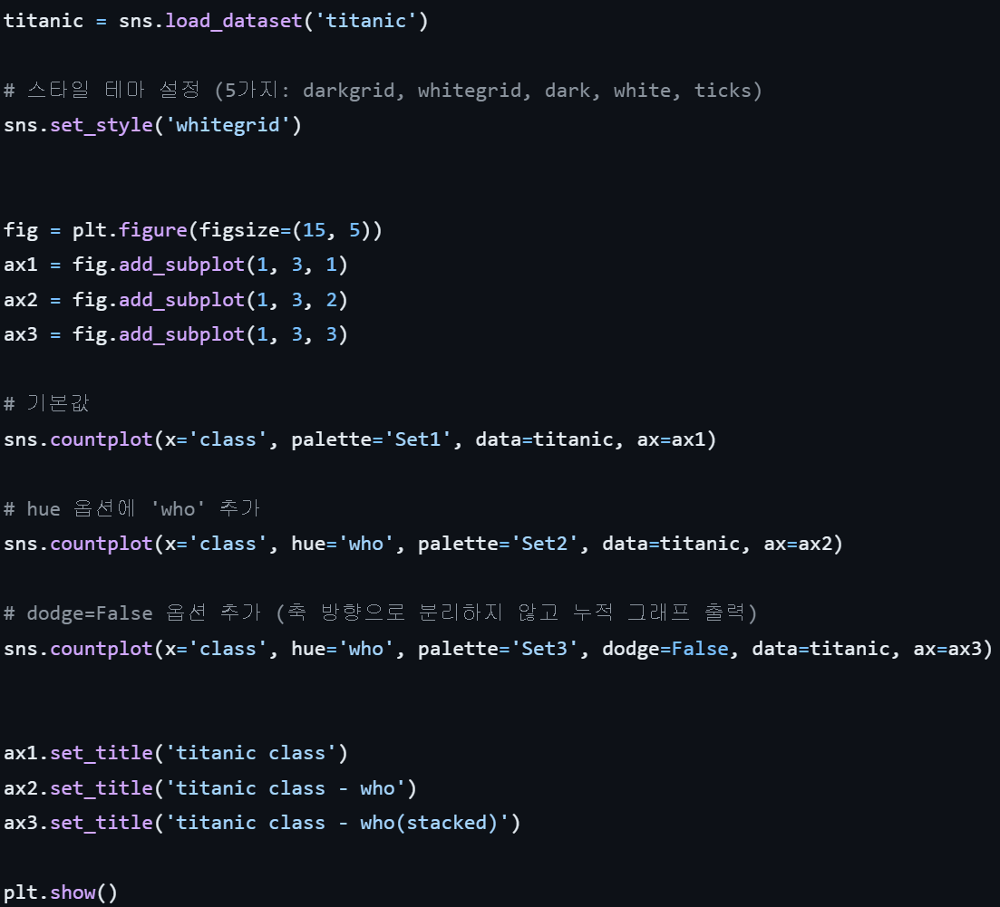 titanic = sns.load_dataset('titanic')
# 스타일 테마 설정 (5가지: darkgrid, whitegrid, dark, white, ticks)
sns.set_style('whitegrid')
fig = plt.figure(figsize=(15, 5))
ax1 = fig.add_subplot(1, 3, 1)
ax2 = fig.add_subplot(1, 3, 2)
ax3 = fig.add_subplot(1, 3, 3)
# 기본값
sns.countplot(x='class', palette='Set1', data=titanic, ax=ax1)
# hue 옵션에 'who' 추가
sns.countplot(x='class', hue='who', palette='Set2', data=titanic, ax=ax2)
# dodge=False 옵션 추가 (축 방향으로 분리하지 않고 누적 그래프 출력)
sns.countplot(x='class', hue='who', palette='Set3', dodge=False, data=titanic, ax=ax3)
ax1.set_title('titanic class')
ax2.set_title('titanic class - who')
ax3.set_title('titanic class - who(stacked)')
plt.show()